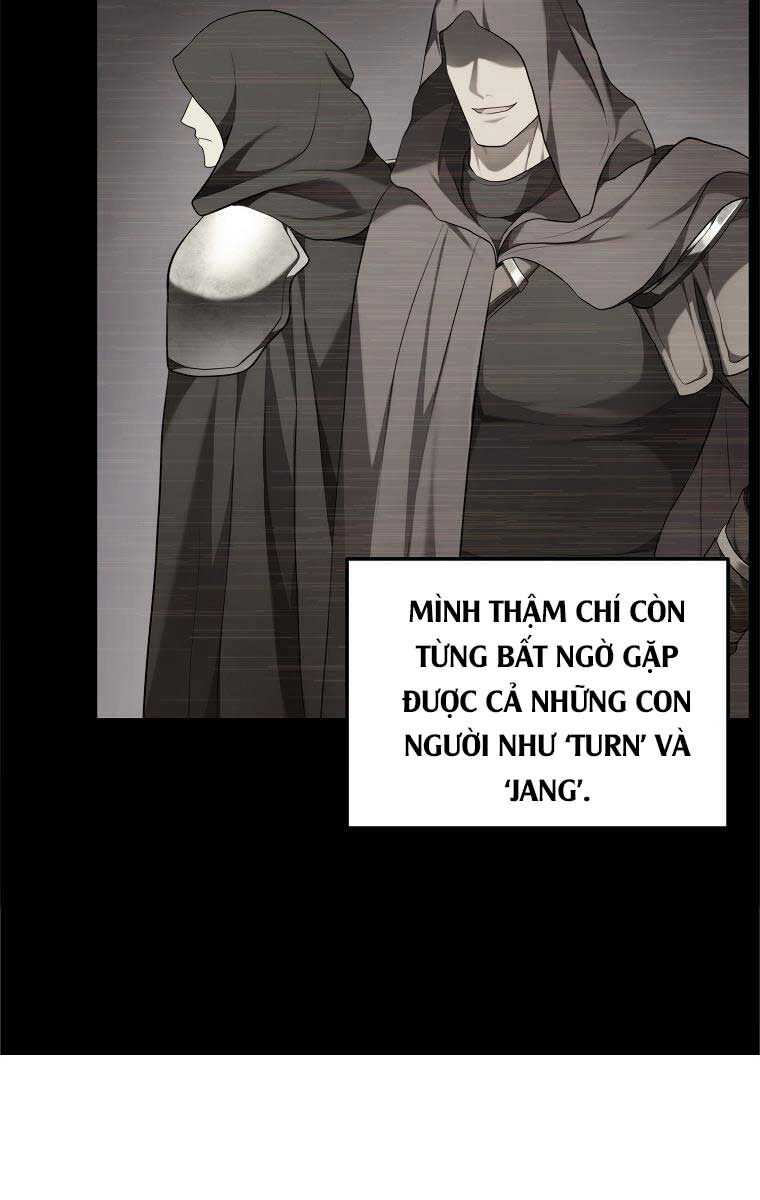 MÌNH THẬM CHÍ CÒN
TỪNG BẤT NGỜ GẶP
ĐƯỢC CẢ NHỮNG CON
NGƯỜI NHƯ ‘TURN’ VÀ
‘JANG’.